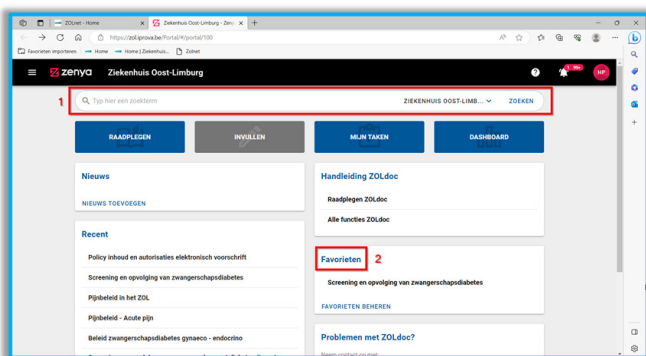 ZOLnet - Home
Ziekenhuis Oost-Limburg - Zeny
https://zol.iprova.be/Portal/#/portal/100
Favorieten importeren
Home
Home | Ziekenhuis...
Zolnet
zenya
Ziekenhuis Oost-Limburg
HP
1
Typ hier een zoekterm
ZIEKENHUIS OOST-LIMB...
ZOEKEN
RAADPLEGEN
INVULLEN
MIJN TAKEN
DASHBOARD
Nieuws
NIEUWS TOEVOEGEN
Handleiding ZOLdoc
Raadplegen ZOLdoc
Alle functies ZOLdoc
Recent
Policy inhoud en autorisaties elektronisch voorschrift
Screening en opvolging van zwangerschapsdiabetes
Pijnbeleid in het ZOL
Pijnbeleid - Acute pijn
Beleid zwangerschapsdiabetes gynaeco - endocrino
Favorieten
2
Screening en opvolging van zwangerschapsdiabetes
FAVORIETEN BEHEREN
Problemen met ZOLdoc?
Neem contact op met